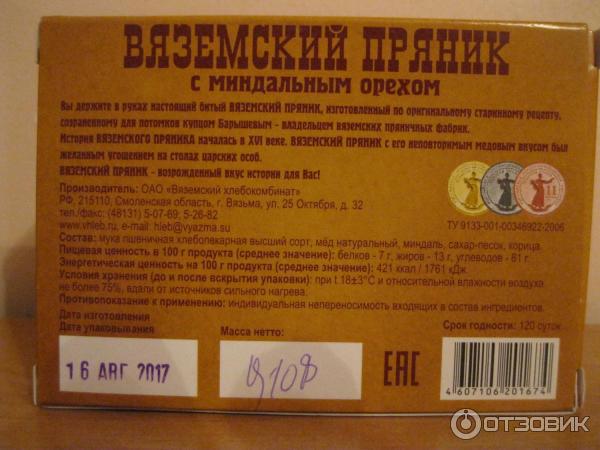 ВЯЗЕМСКИЙ ПРЯНИК
с миндальным орехом
Вы держите в руках настоящий битый ВЯЗЕМСКИЙ ПРЯНИК, изготовленный по оригинальному старинному рецепту,
сохраненному для потомков купцом Барышевым - владельцем вяземских пряничных фабрик.
История ВЯЗЕМСКОГО ПРЯНИКА началась в XVI веке. ВЯЗЕМСКИЙ ПРЯНИК с его неповторимым медовым вкусом был
желанным угощением на столах царских особ.
ВЯЗЕМСКИЙ ПРЯНИК - возрожденный вкус истории для Вас!
Производитель: ОАО «Вяземский хлебокомбинат»
РФ, 215110, Смоленская область, г. Вязьма, ул. 25 Октября, д. 32
тел./факс: (48131) 5-07-69; 5-26-82
www.vhleb.ru, e-mail: hleb@vyazma.ru
ТУ 9133-001-00346922-2006
Состав: мука пшеничная хлебопекарная высший сорт, мёд натуральный, миндаль, сахар-песок, корица.
Пищевая ценность в 100 г продукта (среднее значение): белков - 7 г, жиров - 13 г, углеводов - 61 г.
Энергетическая ценность на 100 г продукта (среднее значение): 421 ккал / 1761 кДж
Условия хранения (до и после вскрытия упаковки): при t 18±3°С и относительной влажности воздуха
не более 75%, вдали от источников сильного нагрева.
Противопоказание к применению: индивидуальная непереносимость входящих в состав ингредиентов.
Дата изготовления
Дата упаковывания
Масса нетто:
Срок годности: 120 суток
16 АВГ 2017
ЕАС
4 607106 201674
ОТЗОВИК